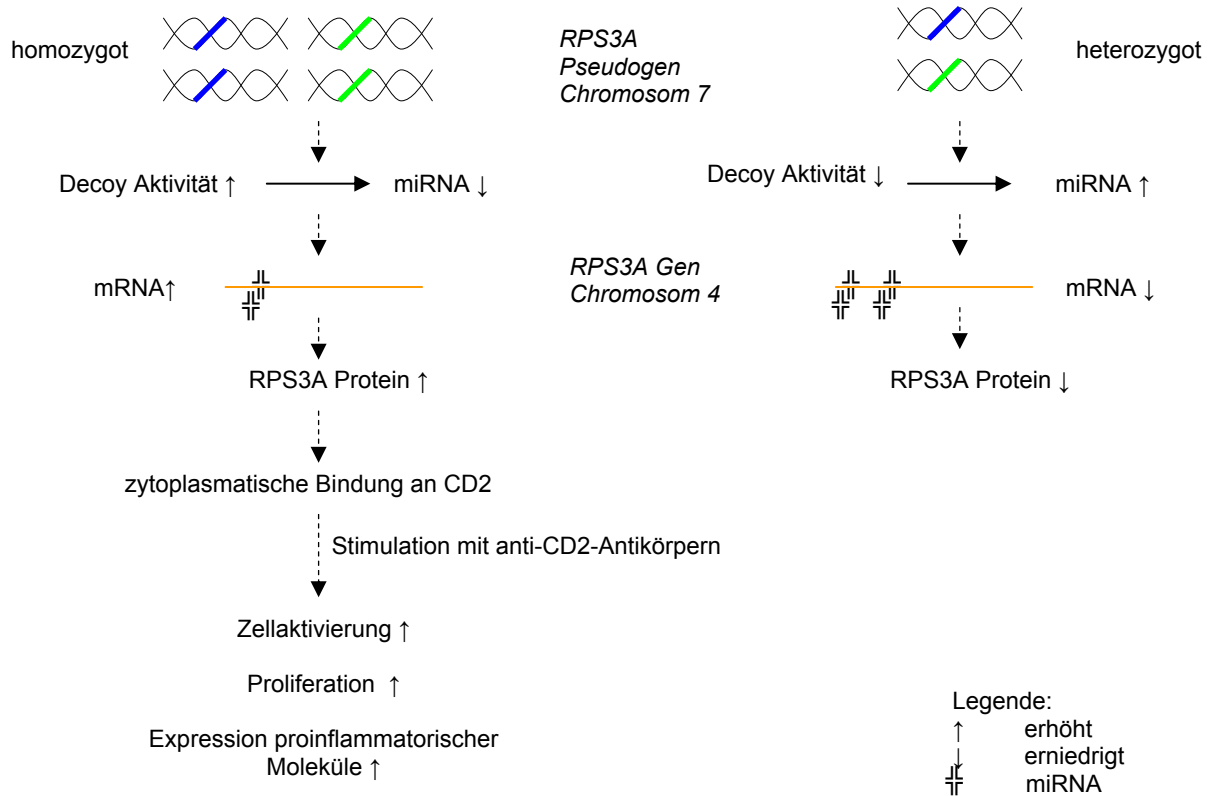 homozygot
RPS3A
Pseudogen
Chromosom 7
heterozygot
Decoy Aktivität ↑
miRNA ↓
Decoy Aktivität ↓
miRNA ↑
mRNA↑
RPS3A Gen
Chromosom 4
mRNA ↓
RPS3A Protein ↑
RPS3A Protein ↓
zytoplasmatische Bindung an CD2
Stimulation mit anti-CD2-Antikörpern
Zellaktivierung ↑
Proliferation ↑
Expression proinflammatorischer
Moleküle ↑
Legende:
↑ erhöht
↓ erniedrigt
miRNA